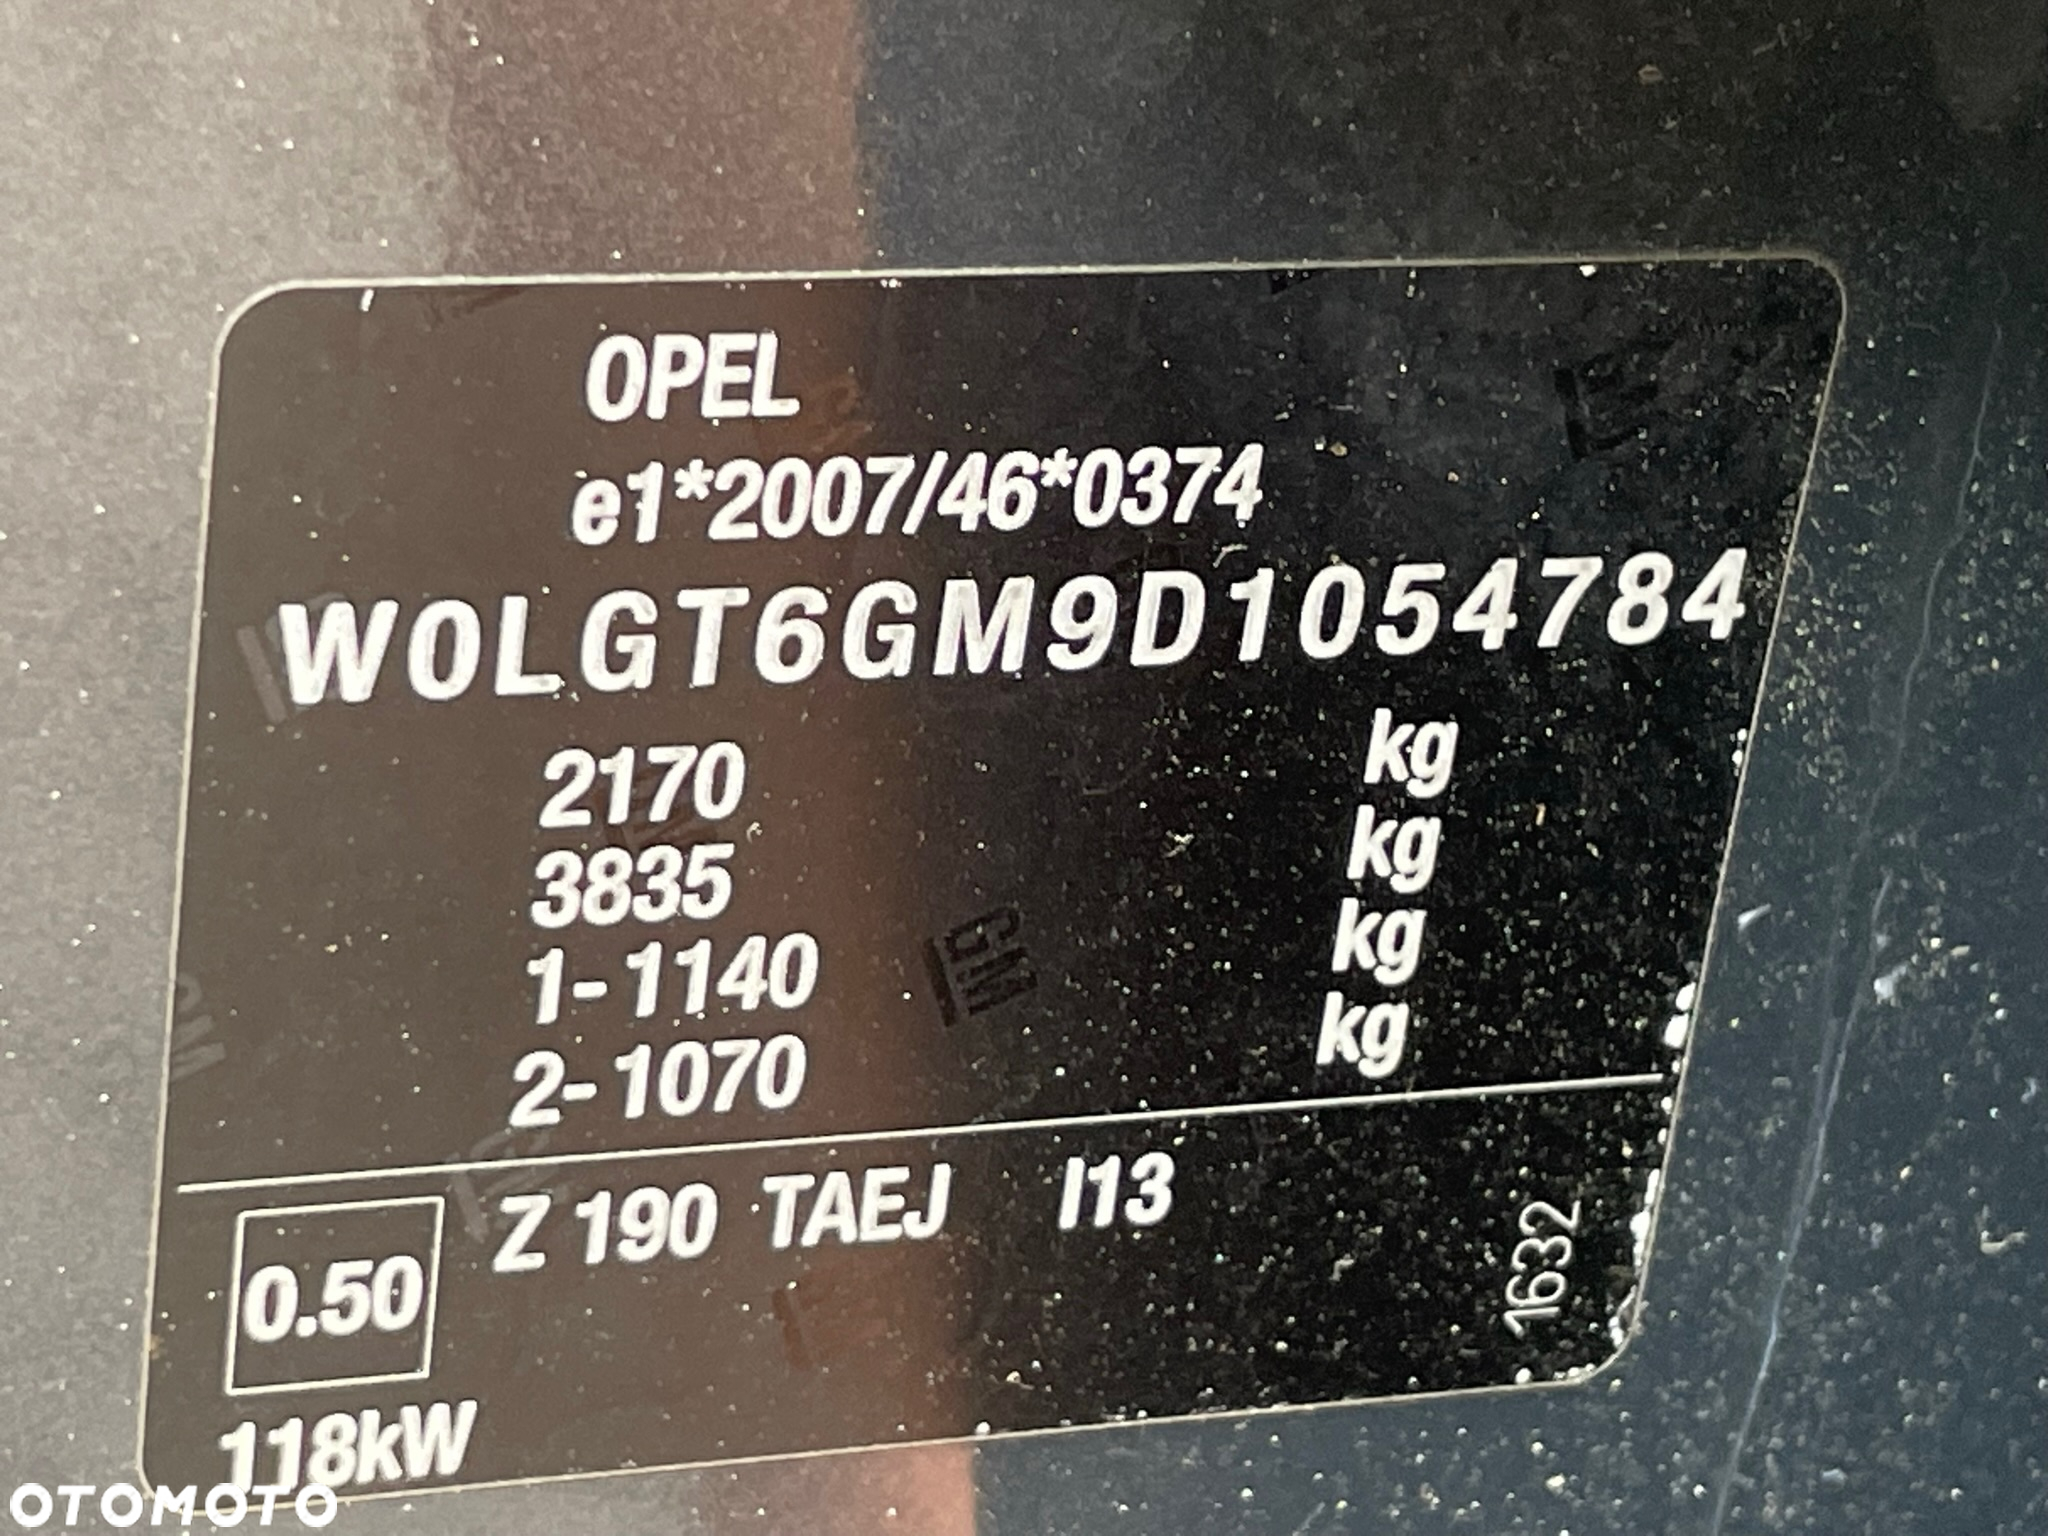 OPEL
e1*2007/46*0374
W0LGT6GM9D1054784
2170 kg
3835 kg
1-1140 kg
2-1070 kg
0.50 Z 190 TAEJ I13
1632
118kW
GM
OTOMOTO